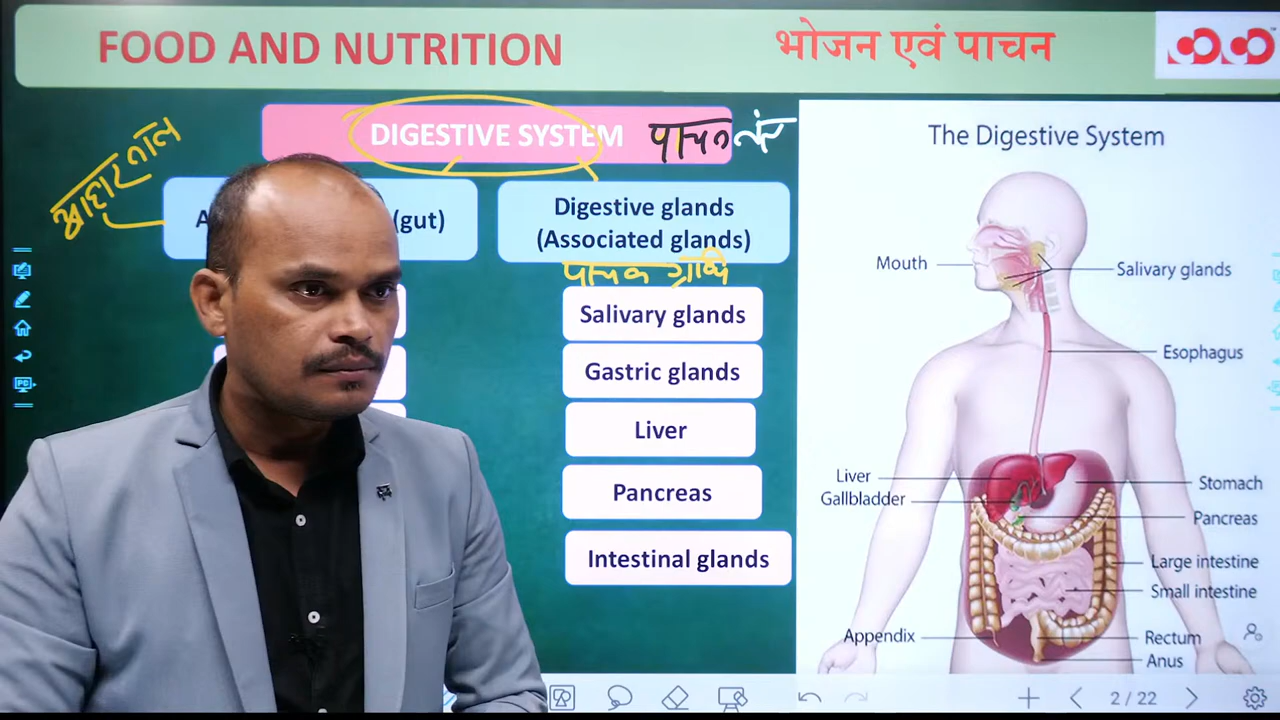 FOOD AND NUTRITION
भोजन एवं पाचन
DIGESTIVE SYSTEM
पाचन तंत्र
आहार नाल
(gut)
Digestive glands
(Associated glands)
पाचक ग्रंथि
Salivary glands
Gastric glands
Liver
Pancreas
Intestinal glands
The Digestive System
Mouth
Salivary glands
Esophagus
Liver
Gallbladder
Stomach
Pancreas
Large intestine
Small intestine
Appendix
Rectum
Anus
2 / 22